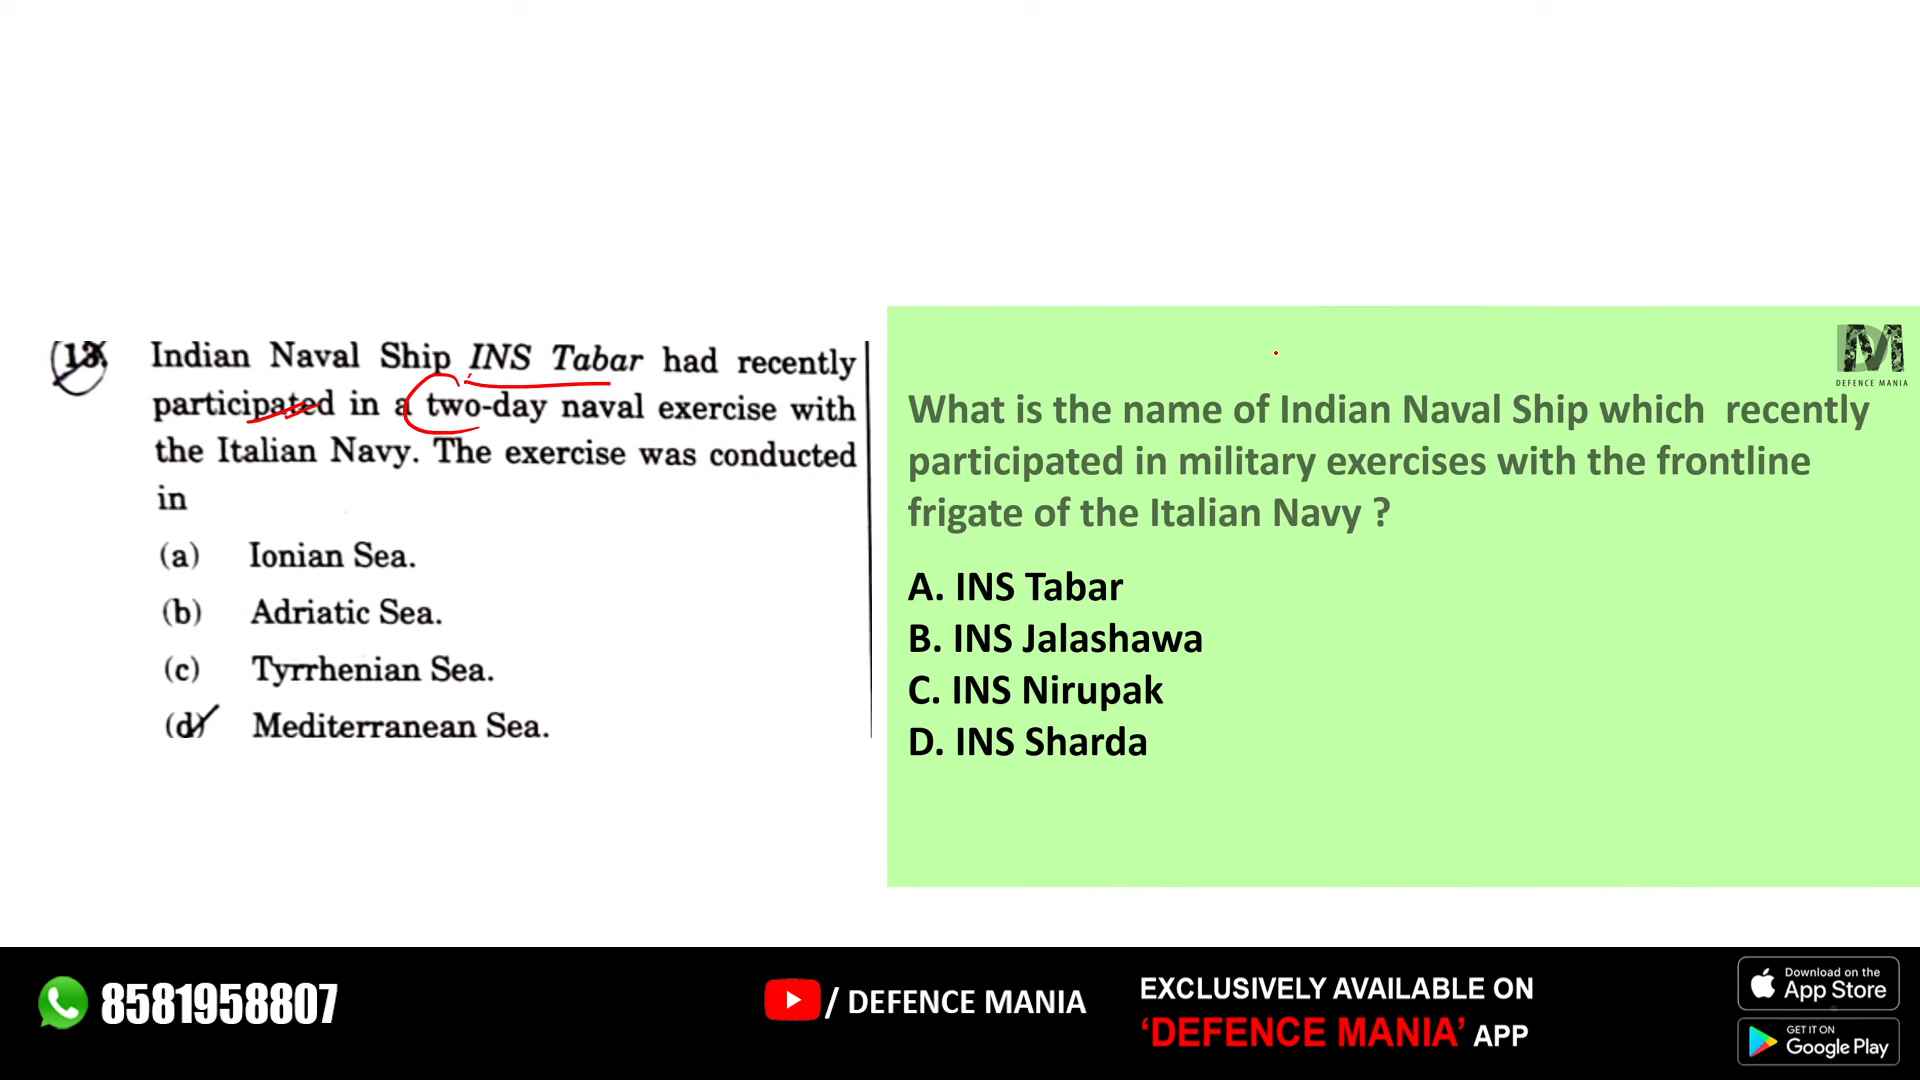 13.
Indian Naval Ship INS Tabar had recently
participated in a two-day naval exercise with
the Italian Navy. The exercise was conducted
in
(a) Ionian Sea.
(b) Adriatic Sea.
(c) Tyrrhenian Sea.
(d) Mediterranean Sea.
DM
DEFENCE MANIA
What is the name of Indian Naval Ship which recently
participated in military exercises with the frontline
frigate of the Italian Navy ?
A. INS Tabar
B. INS Jalashawa
C. INS Nirupak
D. INS Sharda
8581958807
/ DEFENCE MANIA
EXCLUSIVELY AVAILABLE ON
‘DEFENCE MANIA’ APP
Download on the
App Store
GET IT ON
Google Play